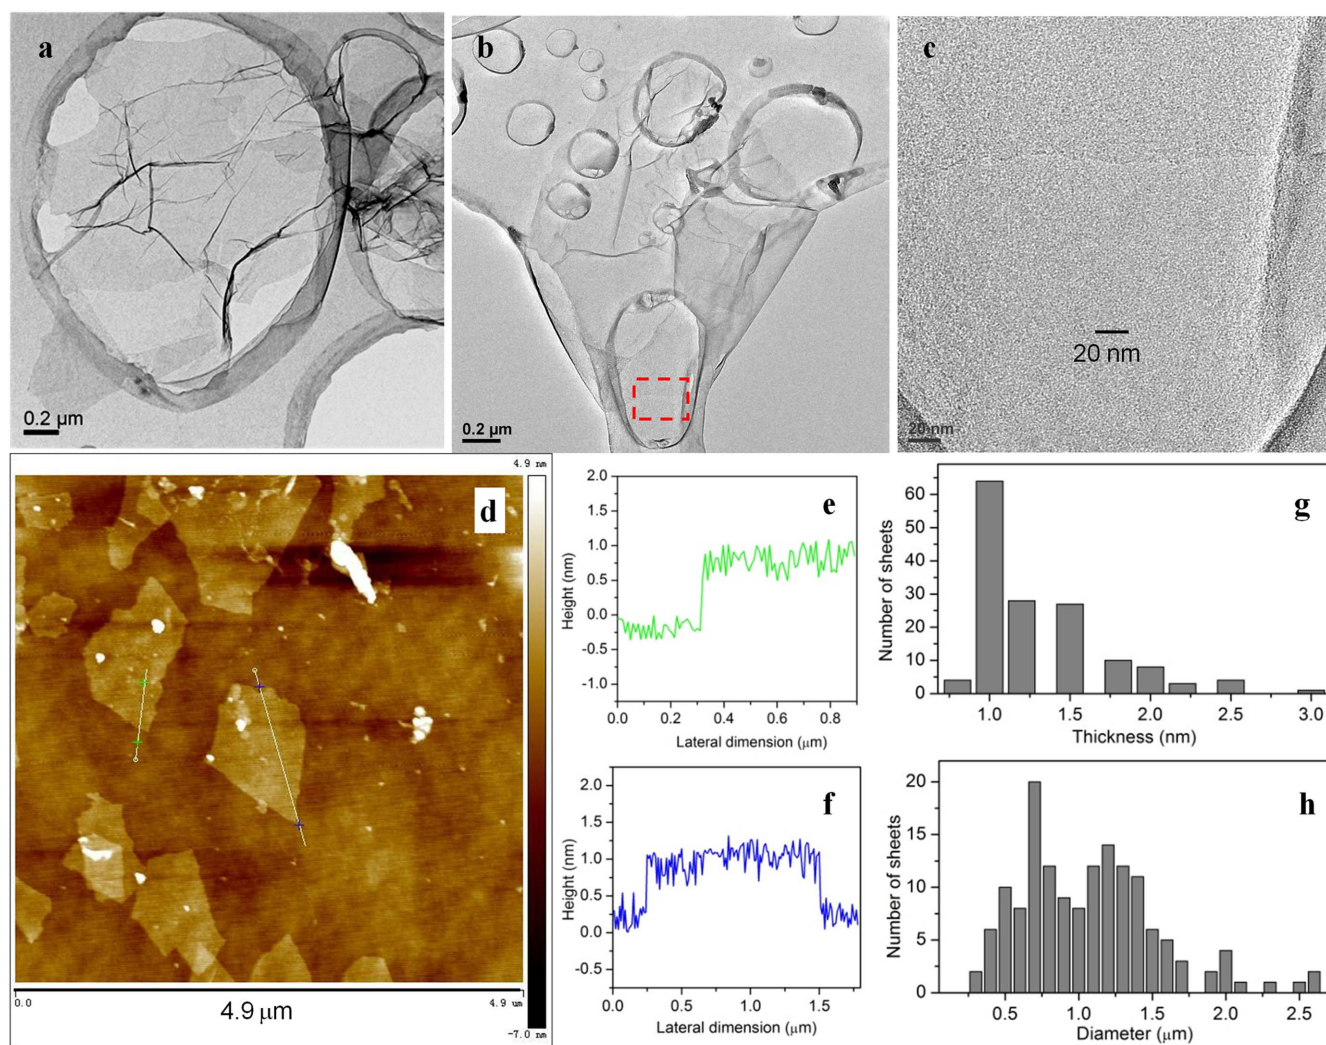 a
b
c
0.2 μm
0.2 μm
20 nm
20 nm
4.9 nm
d
-7.0 nm
0.0
4.9 um
4.9 μm
e
2.0
1.5
1.0
0.5
0.0
-0.5
-1.0
Height (nm)
0.0 0.2 0.4 0.6 0.8
Lateral dimension (μm)
g
60
50
40
30
20
10
0
Number of sheets
1.0 1.5 2.0 2.5 3.0
Thickness (nm)
f
2.0
1.5
1.0
0.5
0.0
-0.5
Height (nm)
0.0 0.5 1.0 1.5
Lateral dimension (μm)
h
20
15
10
5
0
Number of sheets
0.5 1.0 1.5 2.0 2.5
Diameter (μm)